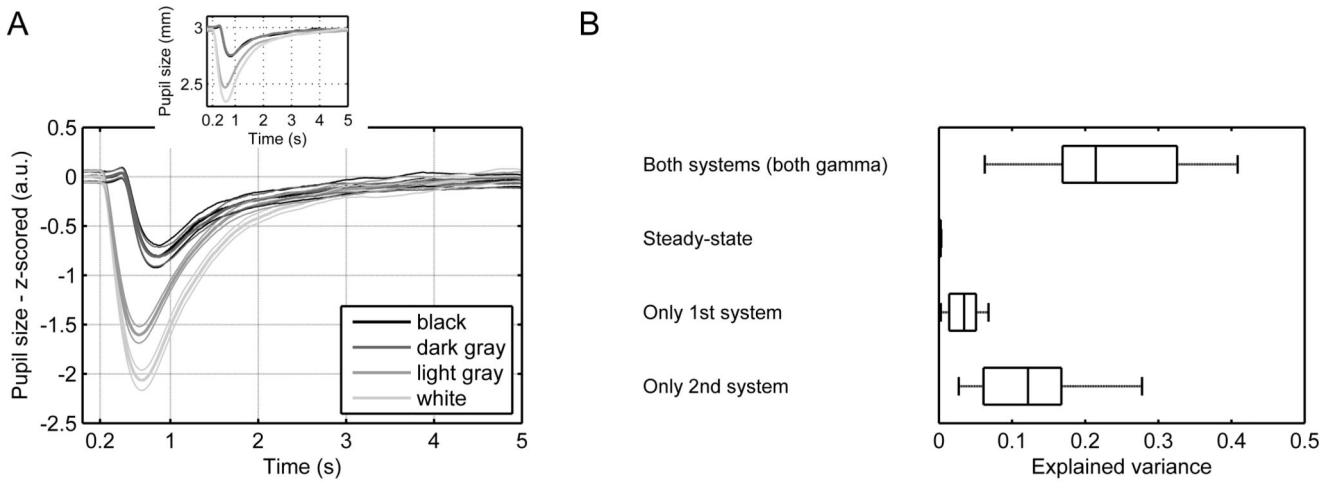 A
Pupil size (mm)
3
2.5
0.2 1 2 3 4 5
Time (s)
Pupil size - z-scored (a.u.)
0.5
0
-0.5
-1
-1.5
-2
-2.5
black
dark gray
light gray
white
0.2 1 2 3 4 5
Time (s)
B
Both systems (both gamma)
Steady-state
Only 1st system
Only 2nd system
0 0.1 0.2 0.3 0.4 0.5
Explained variance